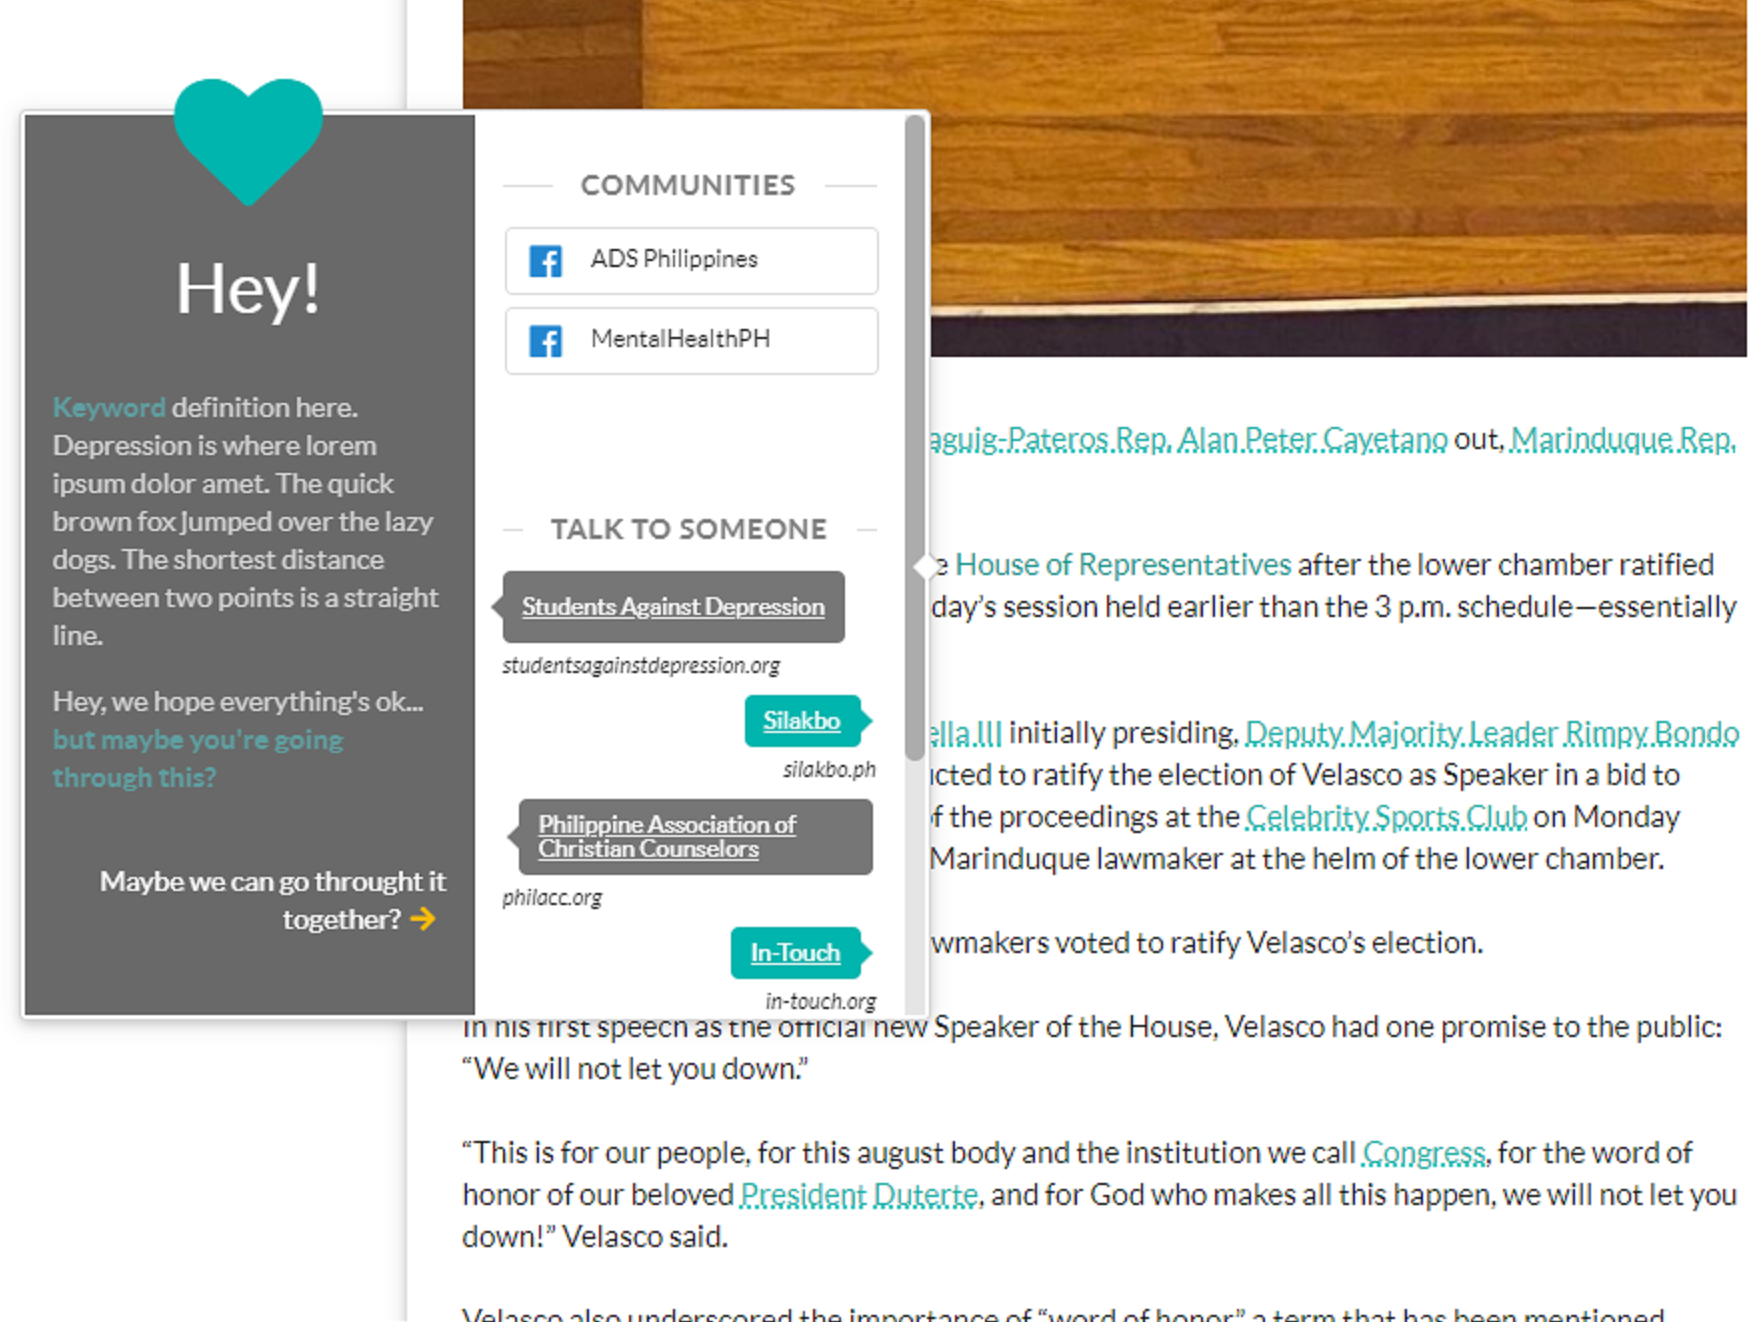 Hey!
Keyword definition here.
Depression is where lorem
ipsum dolor amet. The quick
brown fox jumped over the lazy
dogs. The shortest distance
between two points is a straight
line.
Hey, we hope everything's ok...
but maybe you're going
through this?
Maybe we can go throught it
together?
COMMUNITIES
ADS Philippines
MentalHealthPH
TALK TO SOMEONE
Students Against Depression
studentsagainstdepression.org
Silakbo
silakbo.ph
Philippine Association of
Christian Counselors
philacc.org
In-Touch
in-touch.org
aguig-Pateros Rep. Alan Peter Cayetano out, Marinduque Rep.
e House of Representatives after the lower chamber ratified
day’s session held earlier than the 3 p.m. schedule—essentially
ella III initially presiding, Deputy Majority Leader Rimpy Bondo
cted to ratify the election of Velasco as Speaker in a bid to
of the proceedings at the Celebrity Sports Club on Monday
Marinduque lawmaker at the helm of the lower chamber.
wmakers voted to ratify Velasco’s election.
In his first speech as the official new Speaker of the House, Velasco had one promise to the public:
“We will not let you down.”
“This is for our people, for this august body and the institution we call Congress, for the word of
honor of our beloved President Duterte, and for God who makes all this happen, we will not let you
down!” Velasco said.
Velasco also underscored the importance of “word of honor” a term that has been mentioned